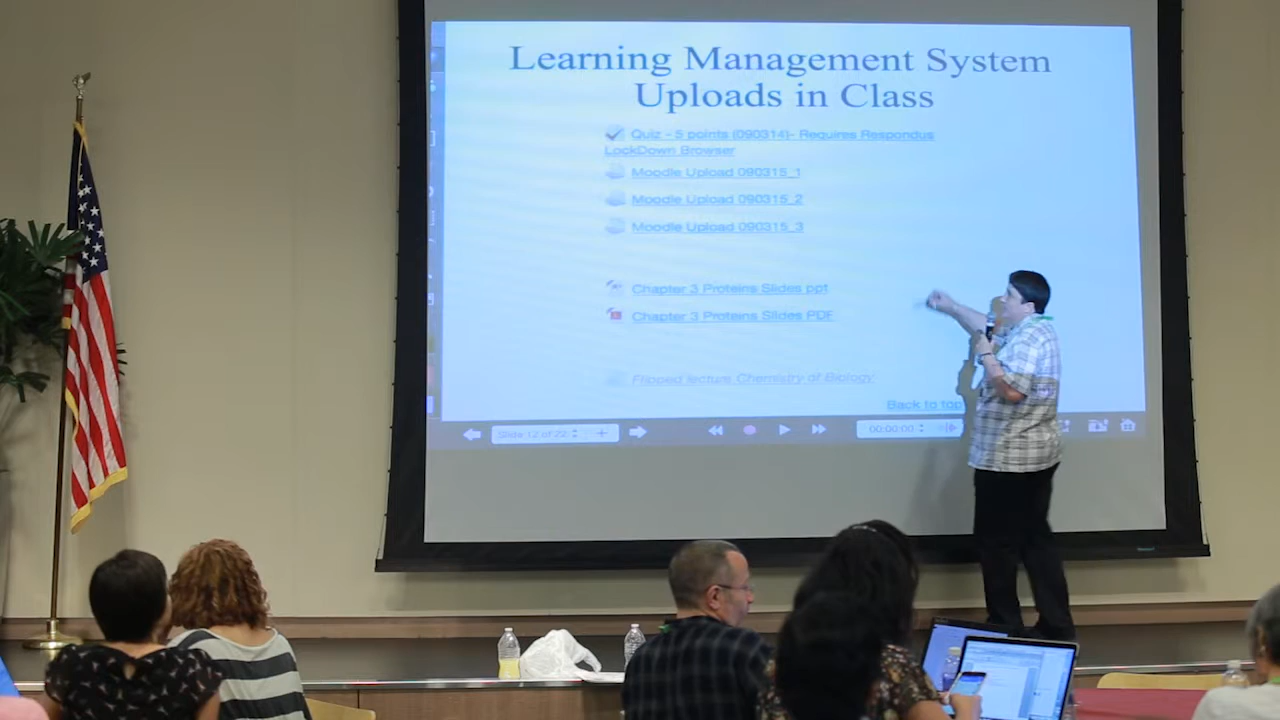 Learning Management System
Uploads in Class
Quiz - 5 points (090314)- Requires Respondus
LockDown Browser
Moodle Upload 090315_1
Moodle Upload 090315_2
Moodle Upload 090315_3
Chapter 3 Proteins Slides ppt
Chapter 3 Proteins Slides PDF
Flipped lecture Chemistry of Biology
Back to top
Slide 12 of 22
00:00:00